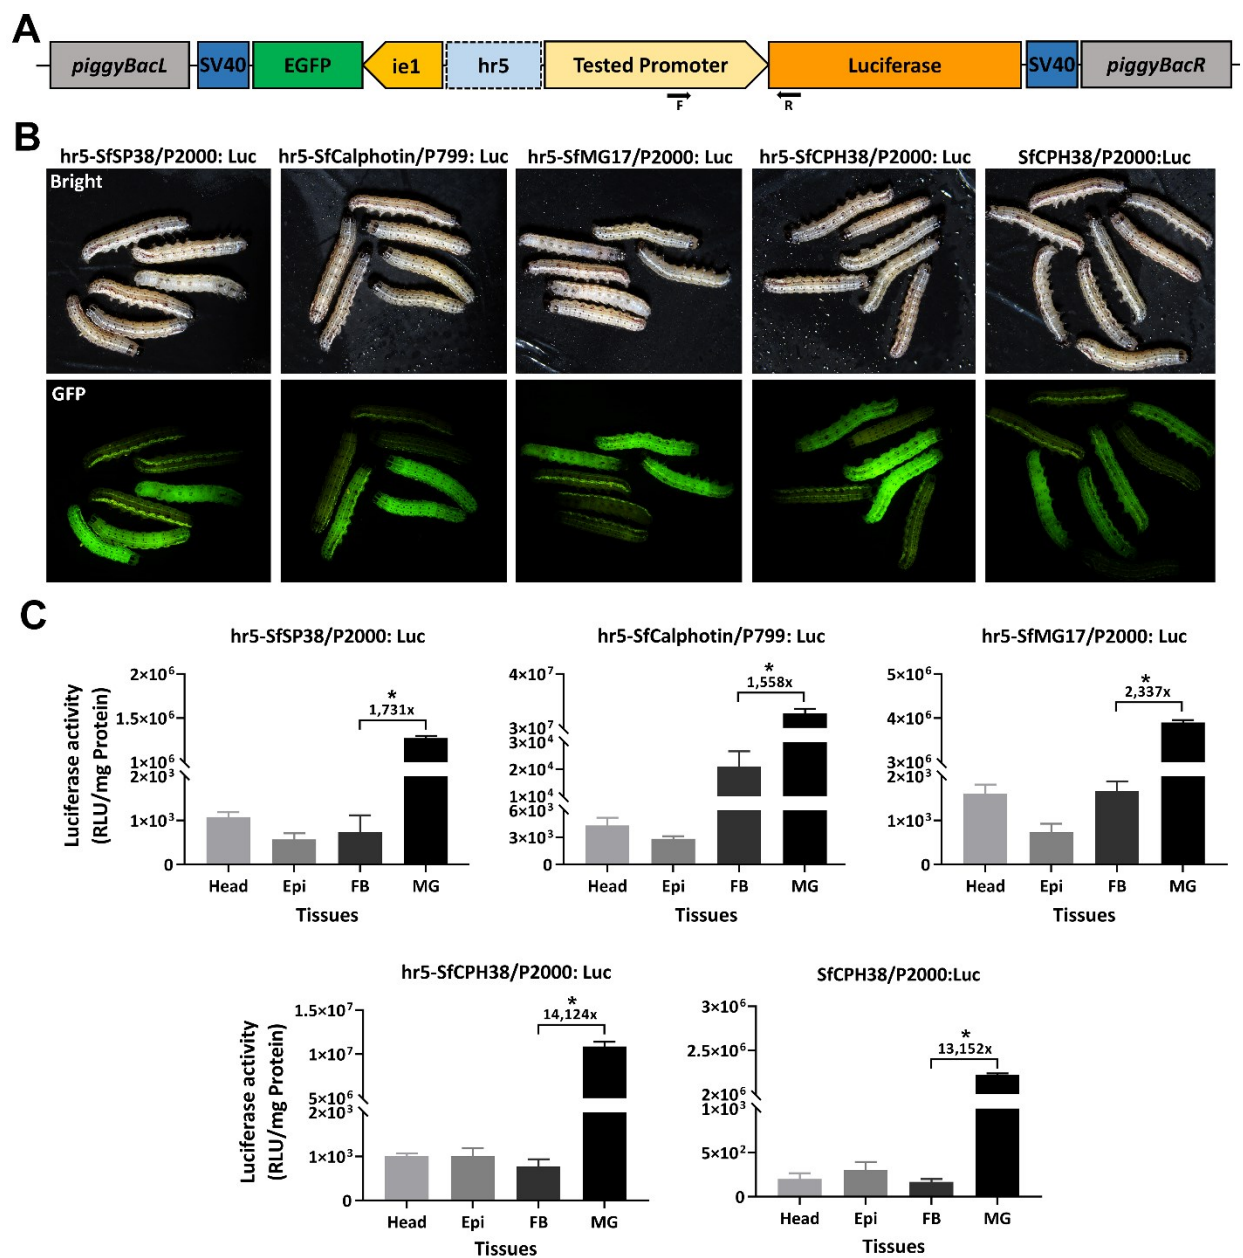 A
piggyBacL SV40 EGFP ie1 hr5 Tested Promoter Luciferase SV40 piggyBacR
F R
B
hr5-SfSP38/P2000: Luc hr5-SfCalphotin/P799: Luc hr5-SfMG17/P2000: Luc hr5-SfCPH38/P2000: Luc SfCPH38/P2000:Luc
Bright
GFP
C
hr5-SfSP38/P2000: Luc
Luciferase activity
(RLU/mg Protein)
2×10⁶
1.5×10⁶
1×10⁶
2×10³
1×10³
0
*
1,731x
Head Epi FB MG
Tissues
hr5-SfCalphotin/P799: Luc
4×10⁷
3×10⁷
3×10⁴
2×10⁴
1×10⁴
6×10³
3×10³
0
*
1,558x
Head Epi FB MG
Tissues
hr5-SfMG17/P2000: Luc
5×10⁶
4×10⁶
3×10⁶
2×10³
1×10³
0
*
2,337x
Head Epi FB MG
Tissues
hr5-SfCPH38/P2000: Luc
Luciferase activity
(RLU/mg Protein)
1.5×10⁷
1×10⁷
5×10⁶
2×10³
1×10³
0
*
14,124x
Head Epi FB MG
Tissues
SfCPH38/P2000:Luc
3×10⁶
2.5×10⁶
2×10⁶
1×10³
5×10²
0
*
13,152x
Head Epi FB MG
Tissues